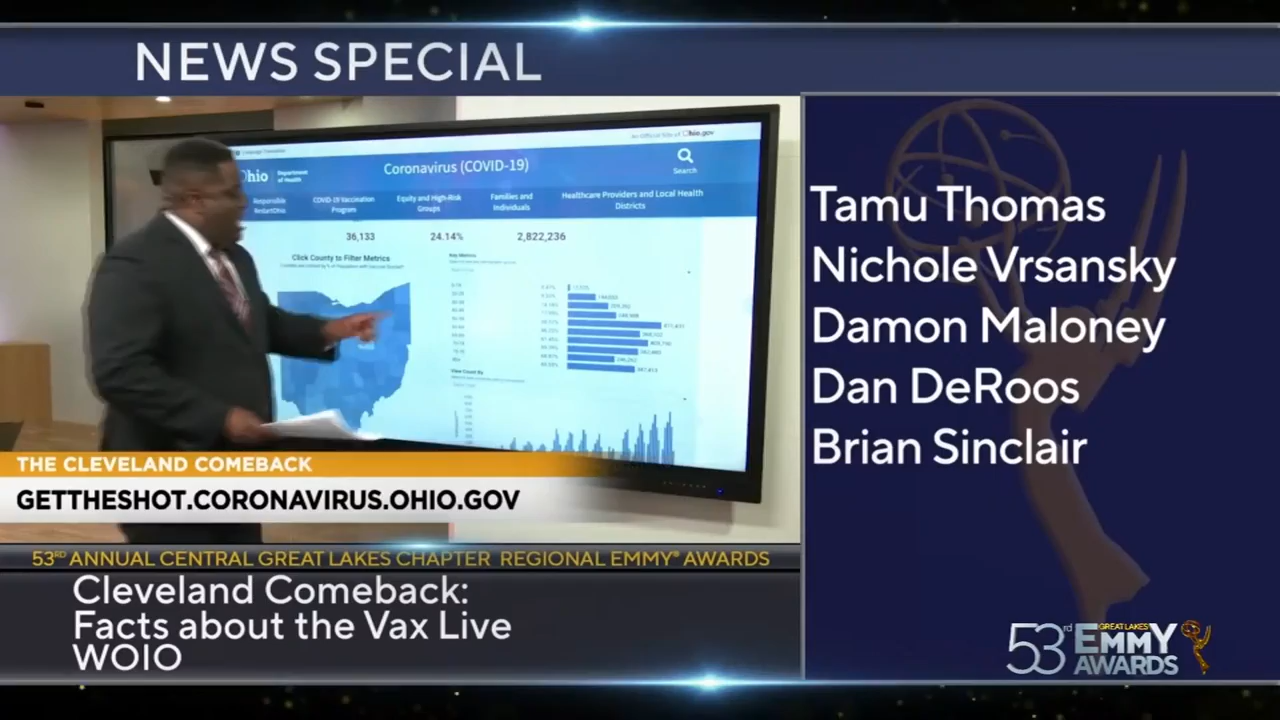 NEWS SPECIAL
An Official Site of Ohio.gov
Ohio
Department of Health
Coronavirus (COVID-19)
Search
Responsible RestartOhio
COVID-19 Vaccination Program
Equity and High-Risk Groups
Families and Individuals
Healthcare Providers and Local Health Districts
36,133
24.14%
2,822,236
Click County to Filter Metrics
Key Metrics
View Count By
THE CLEVELAND COMEBACK
GETTHESHOT.CORONAVIRUS.OHIO.GOV
Tamu Thomas
Nichole Vrsansky
Damon Maloney
Dan DeRoos
Brian Sinclair
53RD ANNUAL CENTRAL GREAT LAKES CHAPTER REGIONAL EMMY® AWARDS
Cleveland Comeback:
Facts about the Vax Live
WOIO
53rd
GREAT LAKES
EMMY
AWARDS